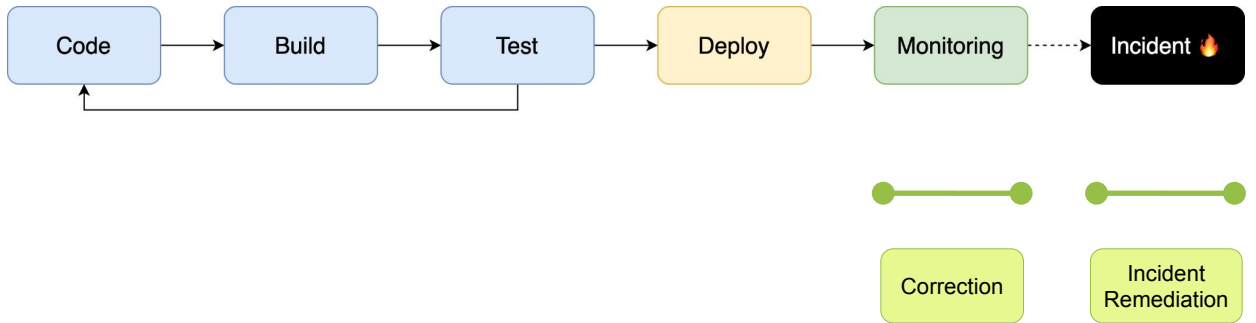 Code
Build
Test
Deploy
Monitoring
Incident 🔥
Correction
Incident
Remediation